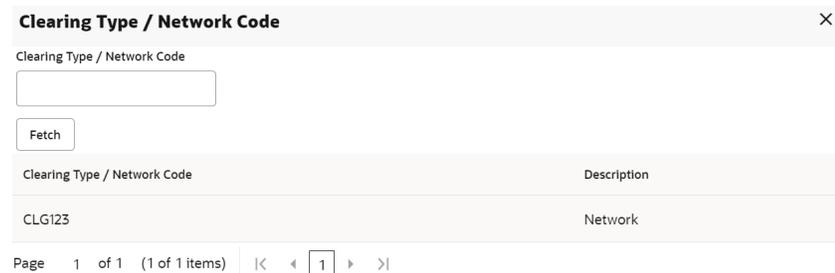 Clearing Type / Network Code
Clearing Type / Network Code
Fetch
Clearing Type / Network Code Description
CLG123 Network
Page 1 of 1 (1 of 1 items) 1